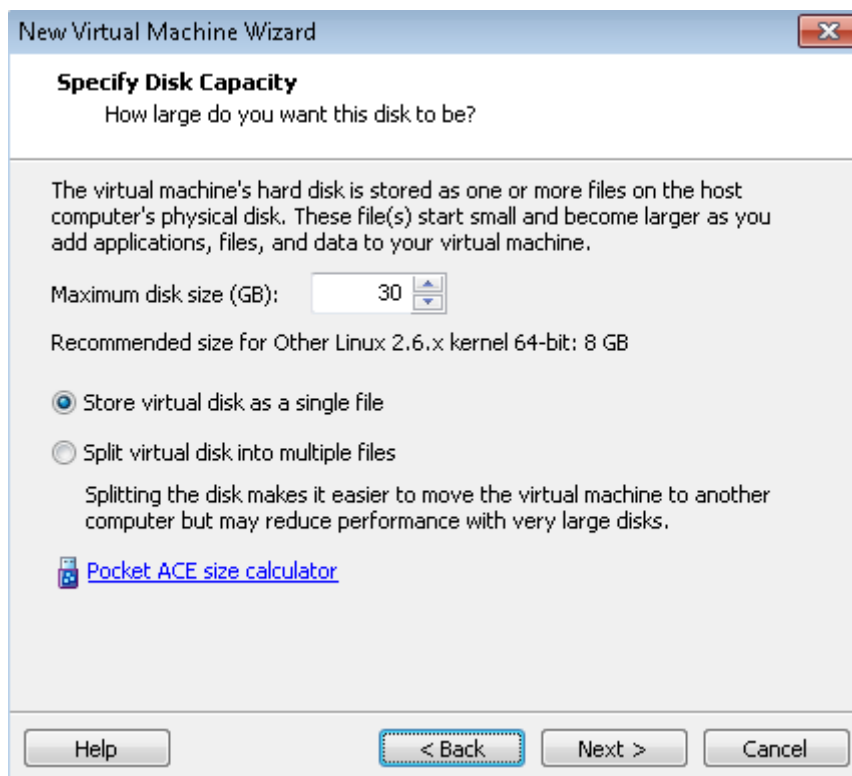 New Virtual Machine Wizard
Specify Disk Capacity
How large do you want this disk to be?
The virtual machine's hard disk is stored as one or more files on the host
computer's physical disk. These file(s) start small and become larger as you
add applications, files, and data to your virtual machine.
Maximum disk size (GB): 30
Recommended size for Other Linux 2.6.x kernel 64-bit: 8 GB
Store virtual disk as a single file
Split virtual disk into multiple files
Splitting the disk makes it easier to move the virtual machine to another
computer but may reduce performance with very large disks.
Pocket ACE size calculator
Help < Back Next > Cancel